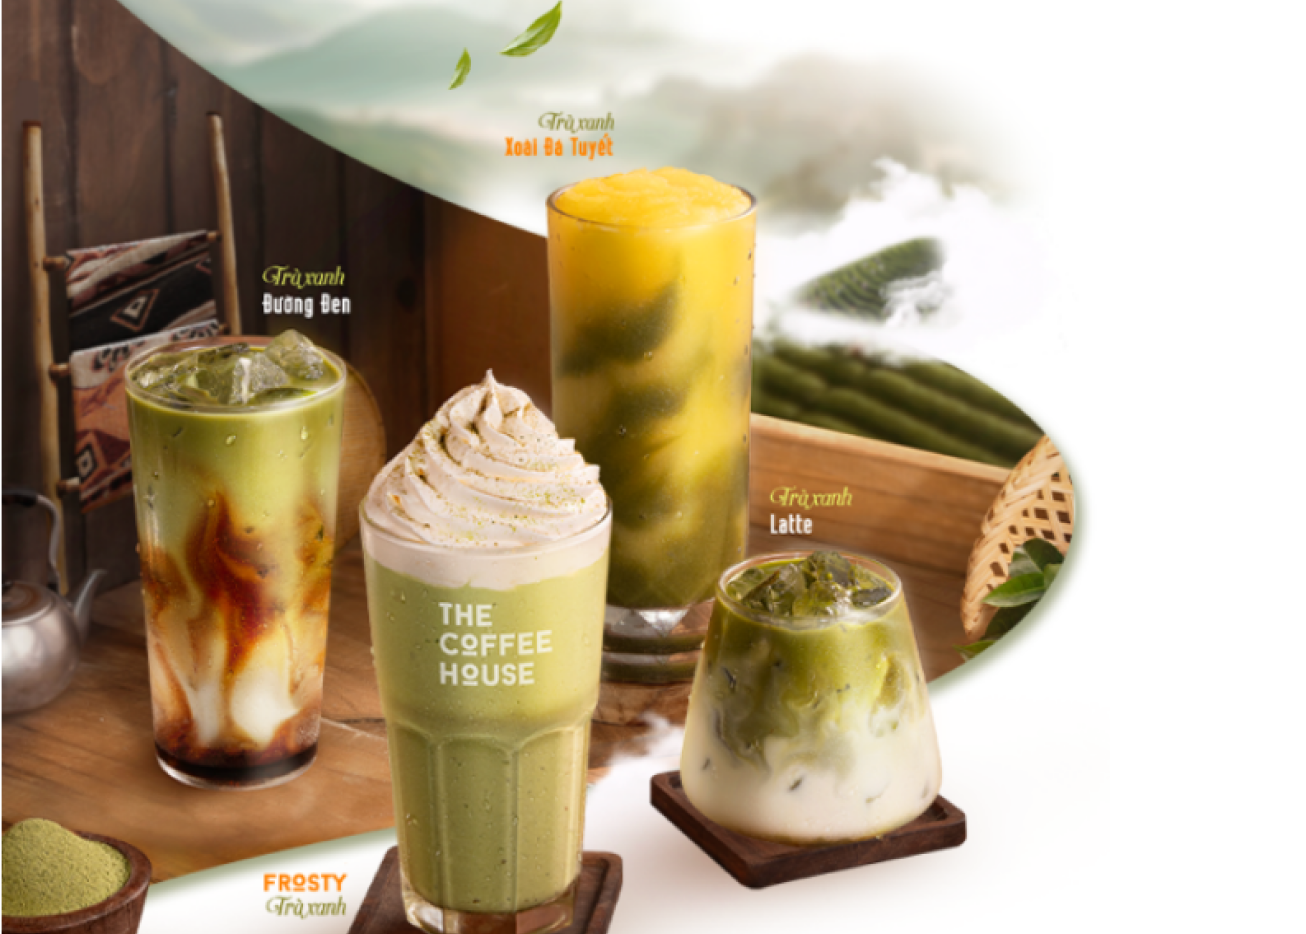 Trà xanh
Xoài Đá Tuyết
Trà xanh
Đường Đen
Trà xanh
Latte
THE
COFFEE
HOUSE
FROSTY
Trà xanh